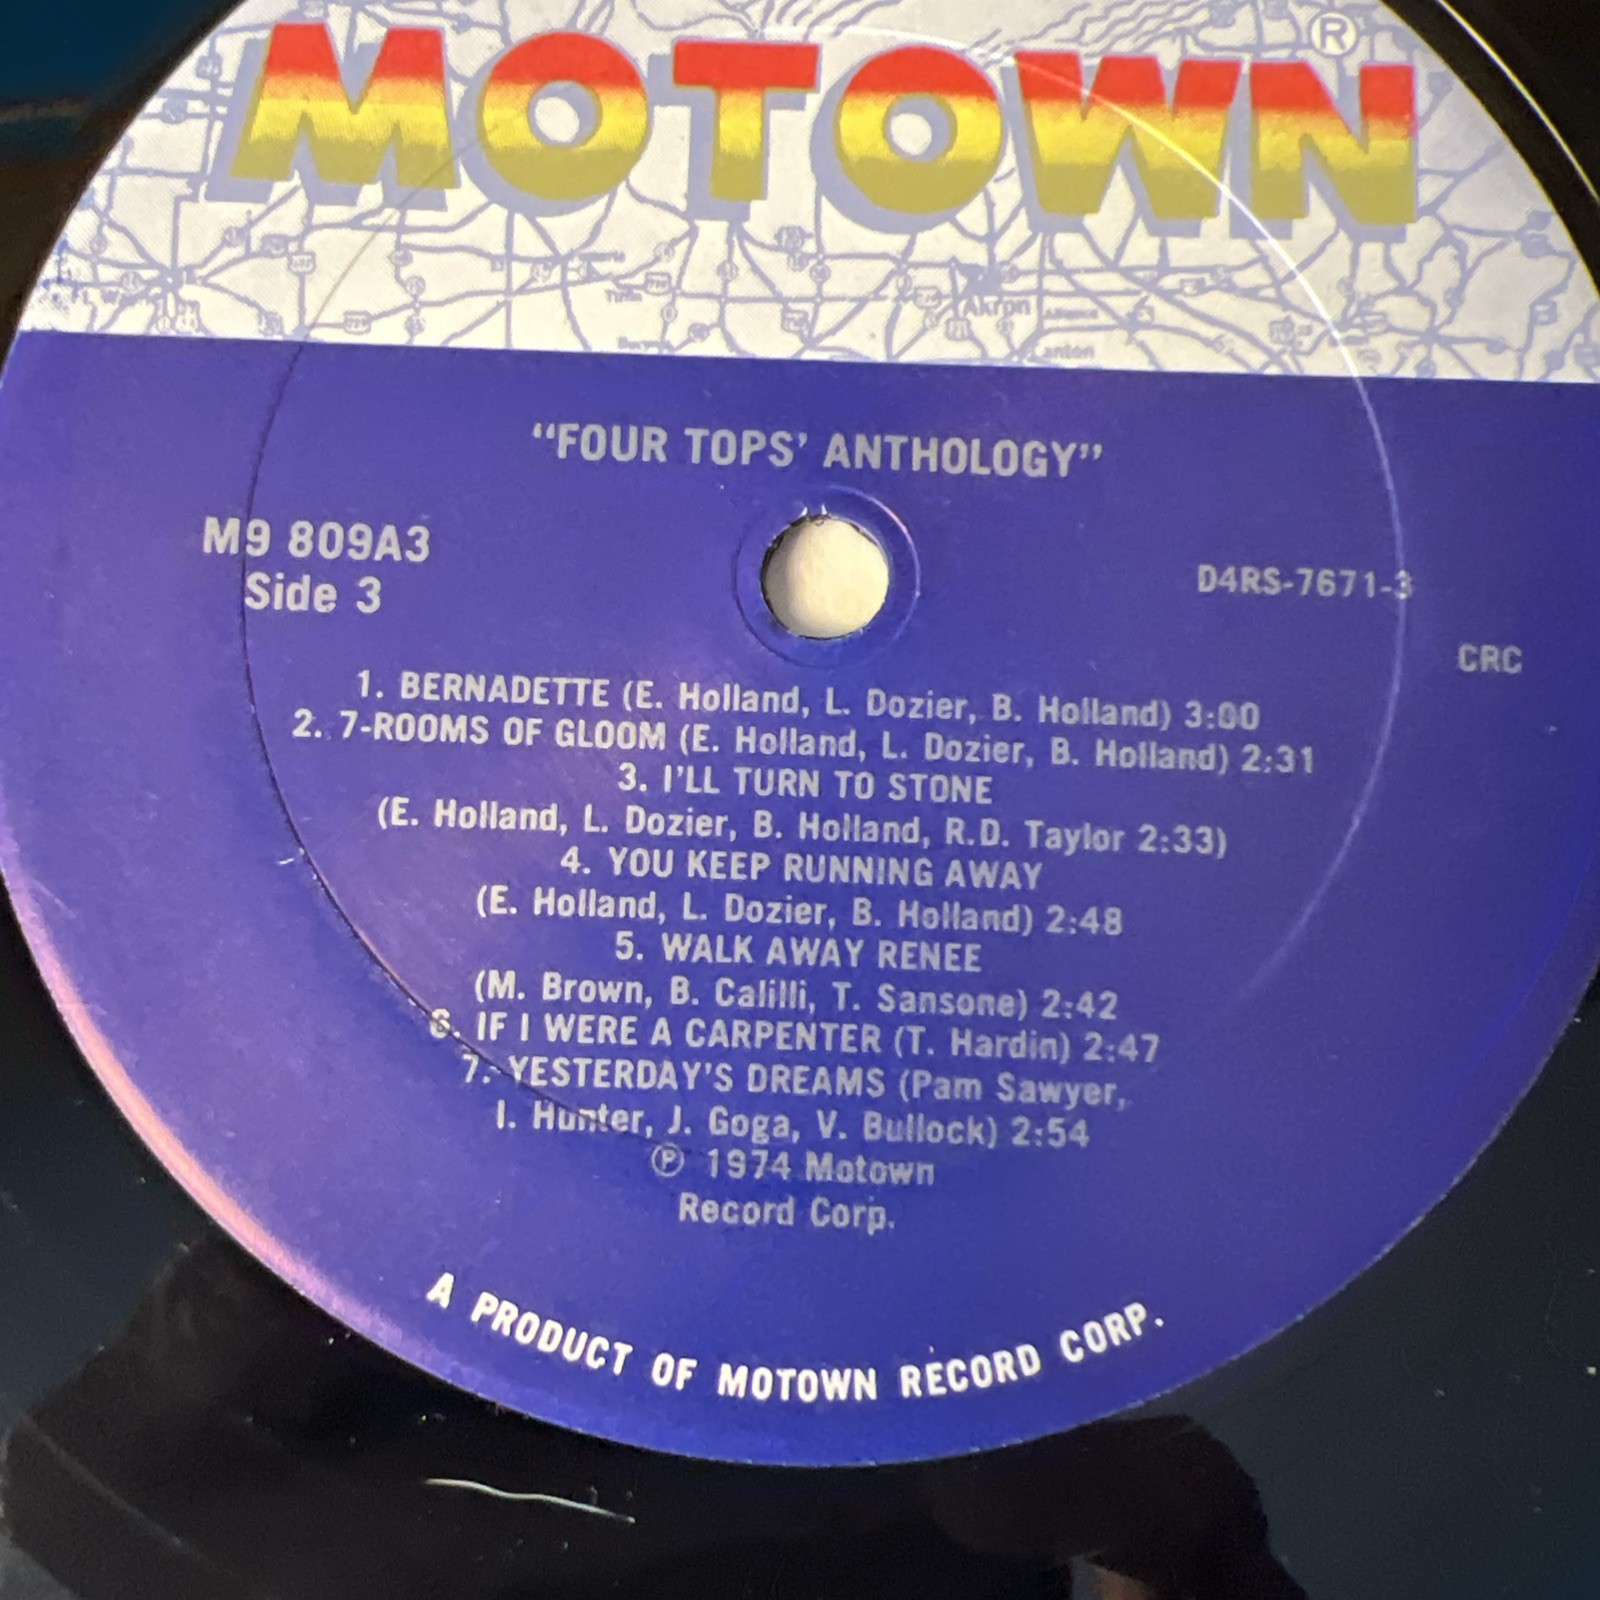 MOTOWN ®
Akron
Canton
"FOUR TOPS' ANTHOLOGY"
M9 809A3
Side 3
D4RS-7671-3
CRC
1. BERNADETTE (E. Holland, L. Dozier, B. Holland) 3:00
2. 7-ROOMS OF GLOOM (E. Holland, L. Dozier, B. Holland) 2:31
3. I'LL TURN TO STONE
(E. Holland, L. Dozier, B. Holland, R.D. Taylor 2:33)
4. YOU KEEP RUNNING AWAY
(E. Holland, L. Dozier, B. Holland) 2:48
5. WALK AWAY RENEE
(M. Brown, B. Calilli, T. Sansone) 2:42
6. IF I WERE A CARPENTER (T. Hardin) 2:47
7. YESTERDAY'S DREAMS (Pam Sawyer,
I. Hunter, J. Goga, V. Bullock) 2:54
℗ 1974 Motown
Record Corp.
A PRODUCT OF MOTOWN RECORD CORP.